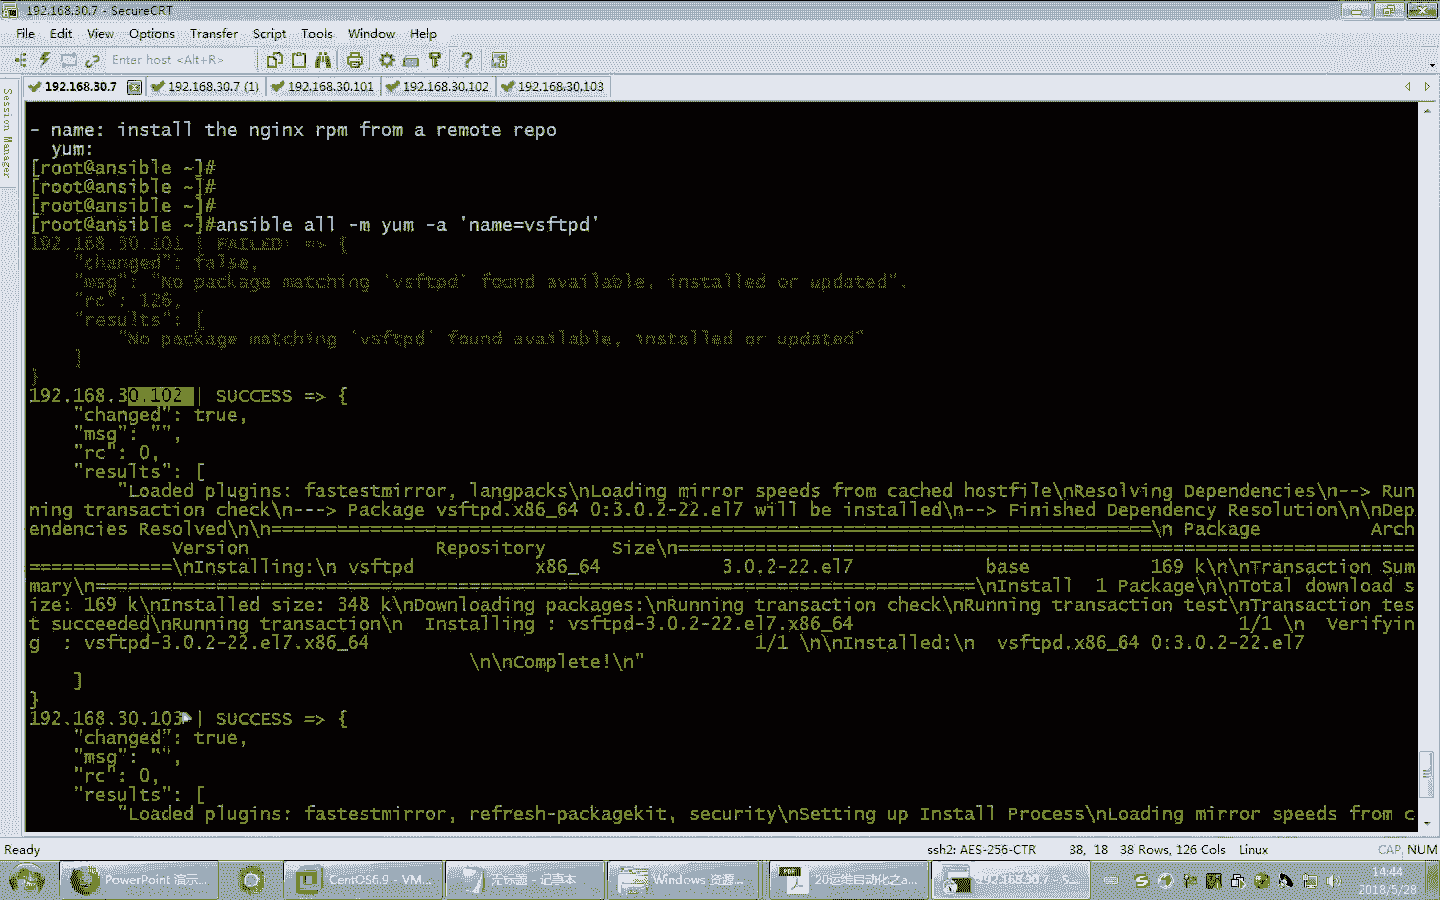 192.168.30.7 - SecureCRT
File Edit View Options Transfer Script Tools Window Help
Enter host <Alt+R>
192.168.30.7 192.168.30.7 (1) 192.168.30.101 192.168.30.102 192.168.30.103
Session Manager
- name: install the nginx rpm from a remote repo
  yum:
[root@ansible ~]#
[root@ansible ~]#
[root@ansible ~]#
[root@ansible ~]#ansible all -m yum -a 'name=vsftpd'
192.168.30.101 | FAILED! => {
    "changed": false,
    "msg": "No package matching 'vsftpd' found available, installed or updated",
    "rc": 126,
    "results": [
        "No package matching 'vsftpd' found available, installed or updated"
    ]
}
192.168.30.102 | SUCCESS => {
    "changed": true,
    "msg": "",
    "rc": 0,
    "results": [
        "Loaded plugins: fastestmirror, langpacks\nLoading mirror speeds from cached hostfile\nResolving Dependencies\n--> Run
ning transaction check\n---> Package vsftpd.x86_64 0:3.0.2-22.el7 will be installed\n--> Finished Dependency Resolution\n\nDep
endencies Resolved\n\n================================================================================\n Package Arch
Version Repository Size\n===================================================================
=============\nInstalling:\n vsftpd x86_64 3.0.2-22.el7 base 169 k\n\nTransaction Sum
mary\n================================================================================\nInstall  1 Package\n\nTotal download s
ize: 169 k\nInstalled size: 348 k\nDownloading packages:\nRunning transaction check\nRunning transaction test\nTransaction tes
t succeeded\nRunning transaction\n  Installing : vsftpd-3.0.2-22.el7.x86_64 1/1 \n  Verifyin
g  : vsftpd-3.0.2-22.el7.x86_64 1/1 \n\nInstalled:\n  vsftpd.x86_64 0:3.0.2-22.el7
\n\nComplete!\n"
    ]
}
192.168.30.103 | SUCCESS => {
    "changed": true,
    "msg": "",
    "rc": 0,
    "results": [
        "Loaded plugins: fastestmirror, refresh-packagekit, security\nSetting up Install Process\nLoading mirror speeds from c
Ready ssh2: AES-256-CTR 38, 18 38 Rows, 126 Cols Linux CAP NUM
PowerPoint 演示... CentOS6.9 - VM... 无标题 - 记事本 Windows 资源... 20运维自动化之a... 192.168.30.7 - S...
14:44
2018/5/28